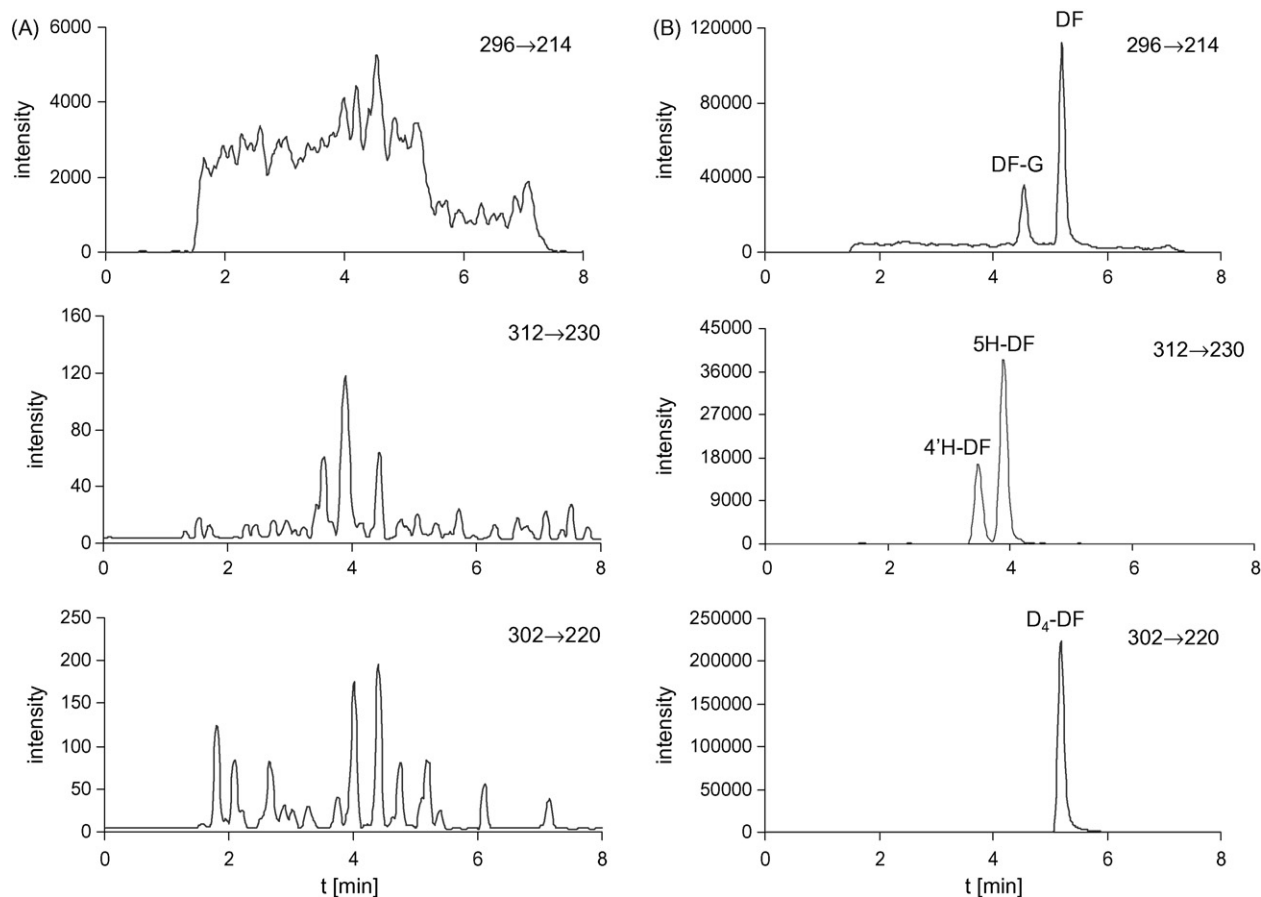 (A)
296→214
intensity
6000
4000
2000
0
0 2 4 6 8
312→230
intensity
160
120
80
40
0
0 2 4 6 8
302→220
intensity
250
200
150
100
50
0
0 2 4 6 8
t [min]
(B)
DF
296→214
DF-G
intensity
120000
80000
40000
0
0 2 4 6 8
5H-DF
312→230
4'H-DF
intensity
45000
36000
27000
18000
9000
0
0 2 4 6 8
D₄-DF
302→220
intensity
250000
200000
150000
100000
50000
0
0 2 4 6 8
t [min]